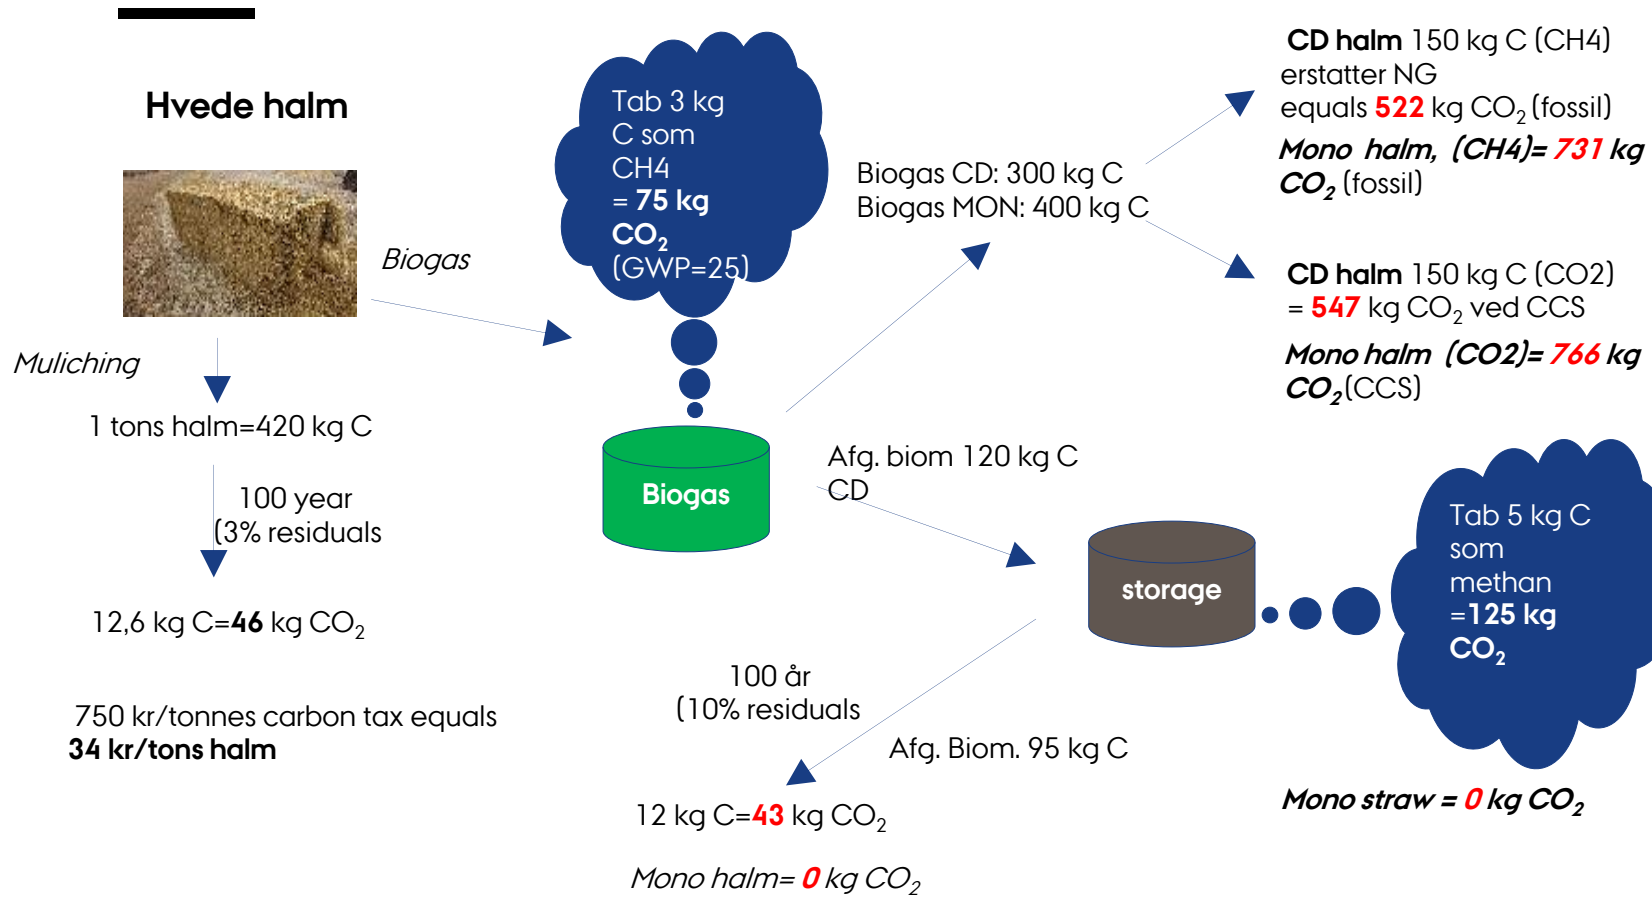 Hvede halm
Biogas
Muliching
1 tons halm=420 kg C
100 year
(3% residuals
12,6 kg C=46 kg CO₂
750 kr/tonnes carbon tax equals
34 kr/tons halm
Tab 3 kg
C som
CH4
= 75 kg
CO₂
(GWP=25)
Biogas
Biogas CD: 300 kg C
Biogas MON: 400 kg C
CD halm 150 kg C (CH4)
erstatter NG
equals 522 kg CO₂ (fossil)
Mono halm, (CH4)= 731 kg
CO₂ (fossil)
CD halm 150 kg C (CO2)
= 547 kg CO₂ ved CCS
Mono halm (CO2)= 766 kg
CO₂(CCS)
Afg. biom 120 kg C
CD
storage
Tab 5 kg C
som
methan
=125 kg
CO₂
Mono straw = 0 kg CO₂
100 år
(10% residuals
Afg. Biom. 95 kg C
12 kg C=43 kg CO₂
Mono halm= 0 kg CO₂